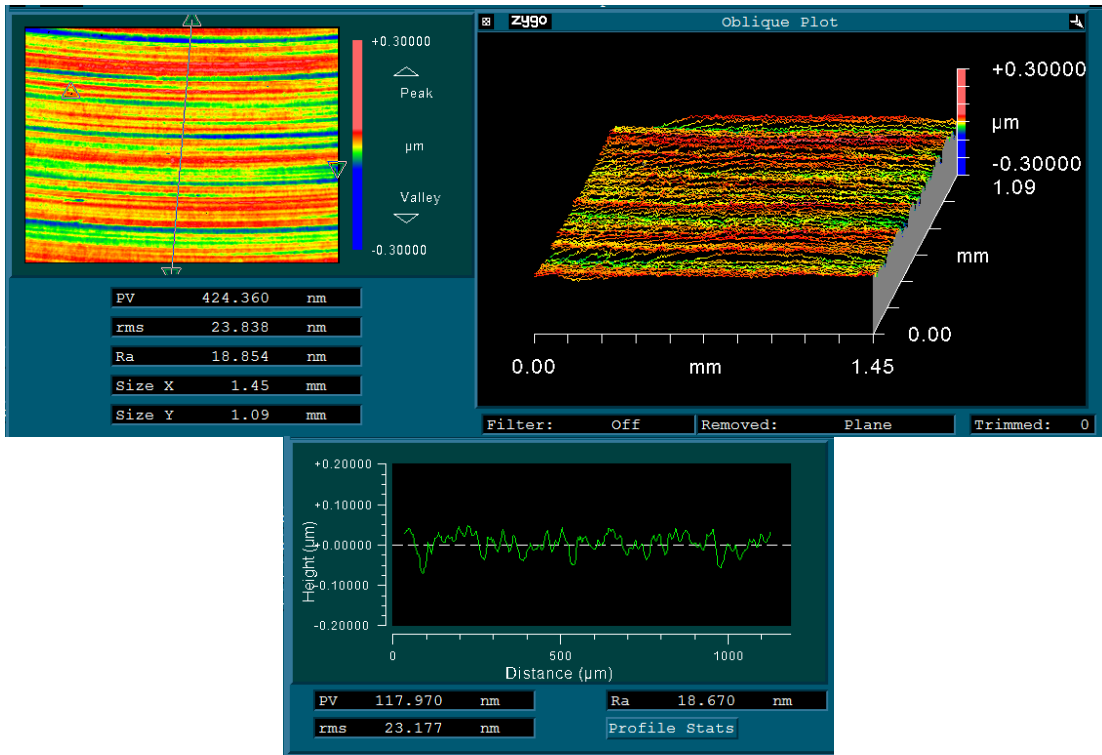 +0.30000
Peak
µm
Valley
-0.30000
PV 424.360 nm
rms 23.838 nm
Ra 18.854 nm
Size X 1.45 mm
Size Y 1.09 mm
zygo Oblique Plot
+0.30000
µm
-0.30000
1.09
mm
0.00
0.00 mm 1.45
Filter: Off Removed: Plane Trimmed: 0
+0.20000
+0.10000
+0.00000
-0.10000
-0.20000
Height (µm)
0 500 1000
Distance (µm)
PV 117.970 nm Ra 18.670 nm
rms 23.177 nm Profile Stats